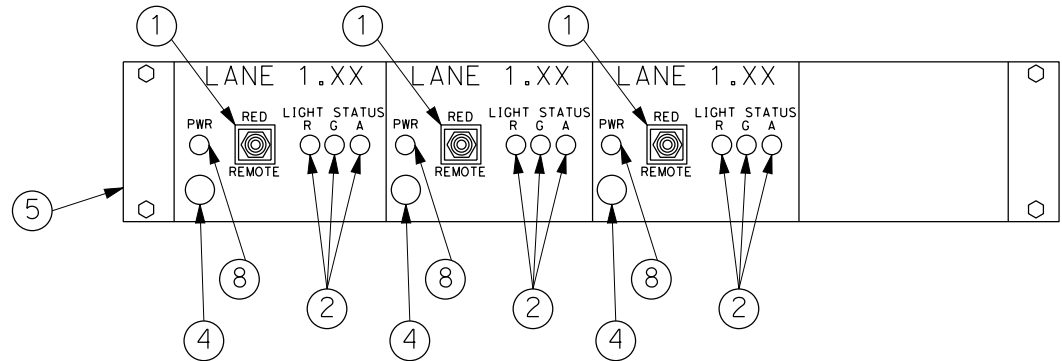 1 1 1
LANE 1.XX LANE 1.XX LANE 1.XX
RED LIGHT STATUS RED LIGHT STATUS RED LIGHT STATUS
PWR R G A PWR R G A PWR R G A
REMOTE REMOTE REMOTE
5
8 8 8
2 2 2
4 4 4